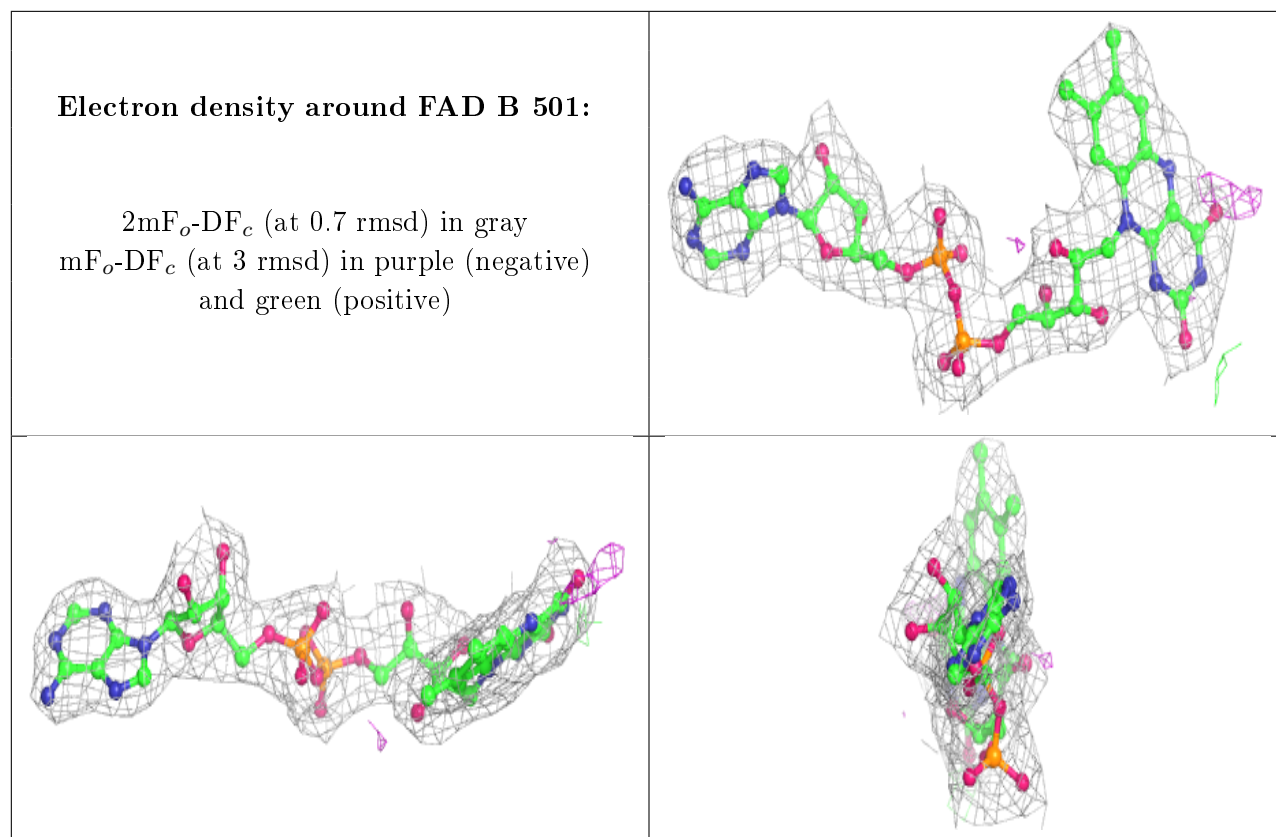 Electron density around FAD B 501:
2mFₒ-DF𝒸 (at 0.7 rmsd) in gray
mFₒ-DF𝒸 (at 3 rmsd) in purple (negative)
and green (positive)